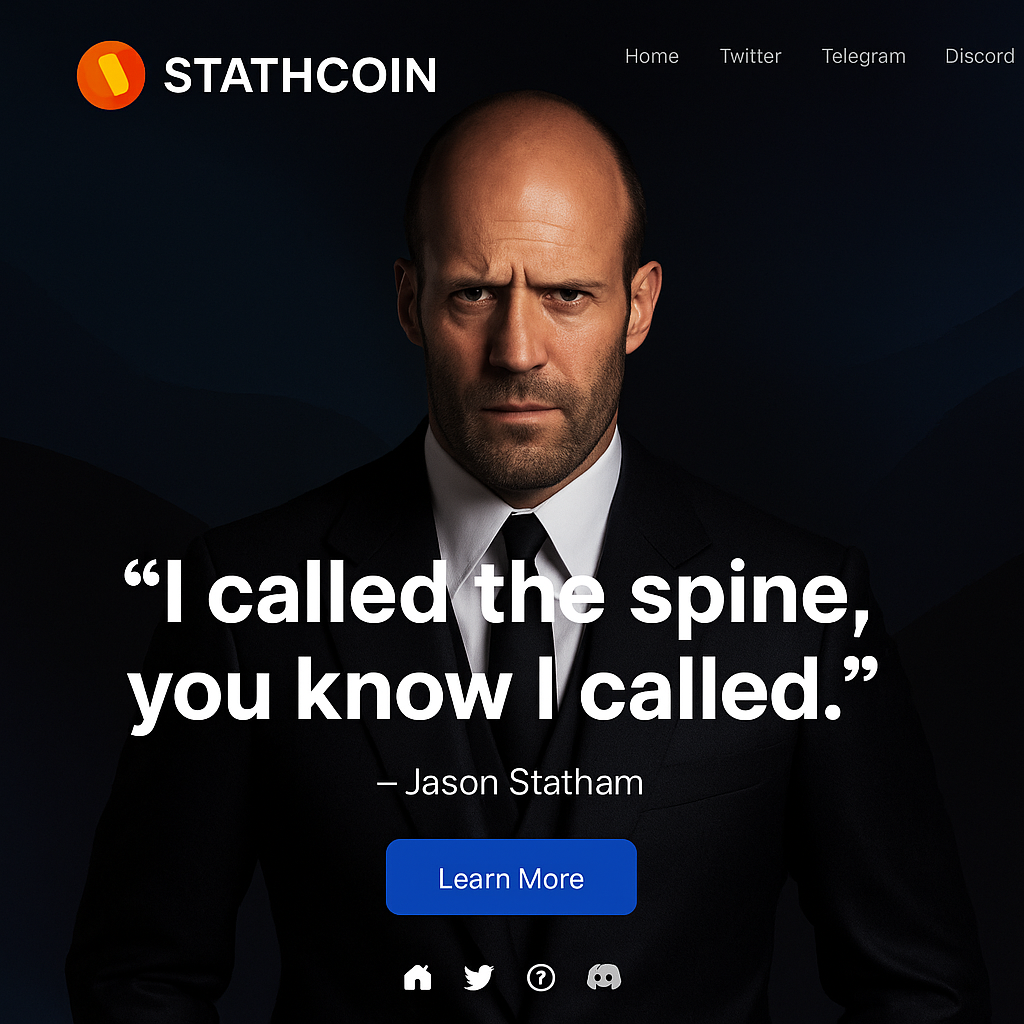 STATHCOIN
Home Twitter Telegram Discord
“I called the spine,
you know I called.”
– Jason Statham
Learn More
?